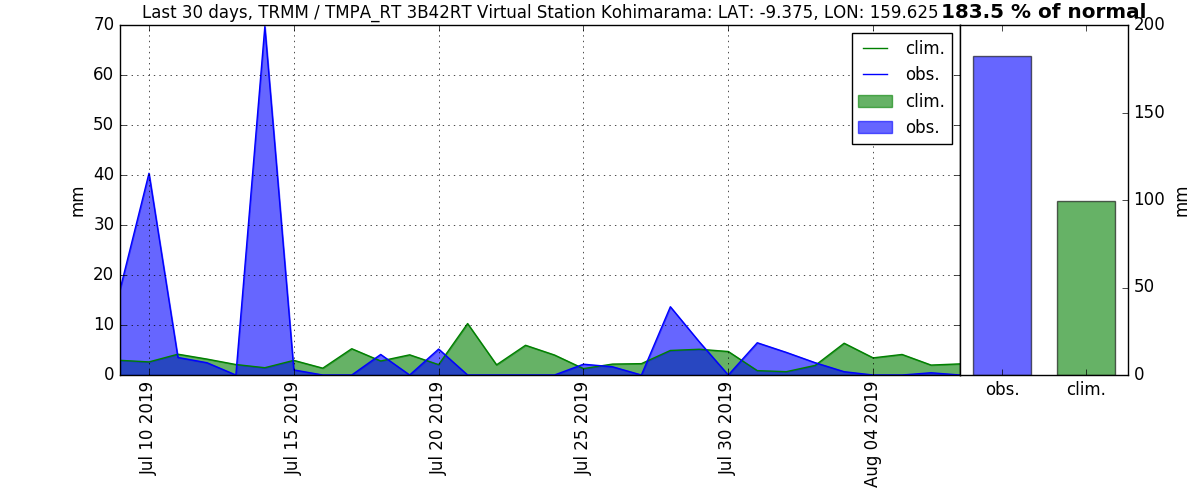 Last 30 days, TRMM / TMPA_RT 3B42RT Virtual Station Kohimarama: LAT: -9.375, LON: 159.625
183.5 % of normal
70
60
50
40
30
20
10
0
mm
clim.
obs.
clim.
obs.
Jul 10 2019
Jul 15 2019
Jul 20 2019
Jul 25 2019
Jul 30 2019
Aug 04 2019
200
150
100
50
0
mm
obs.
clim.